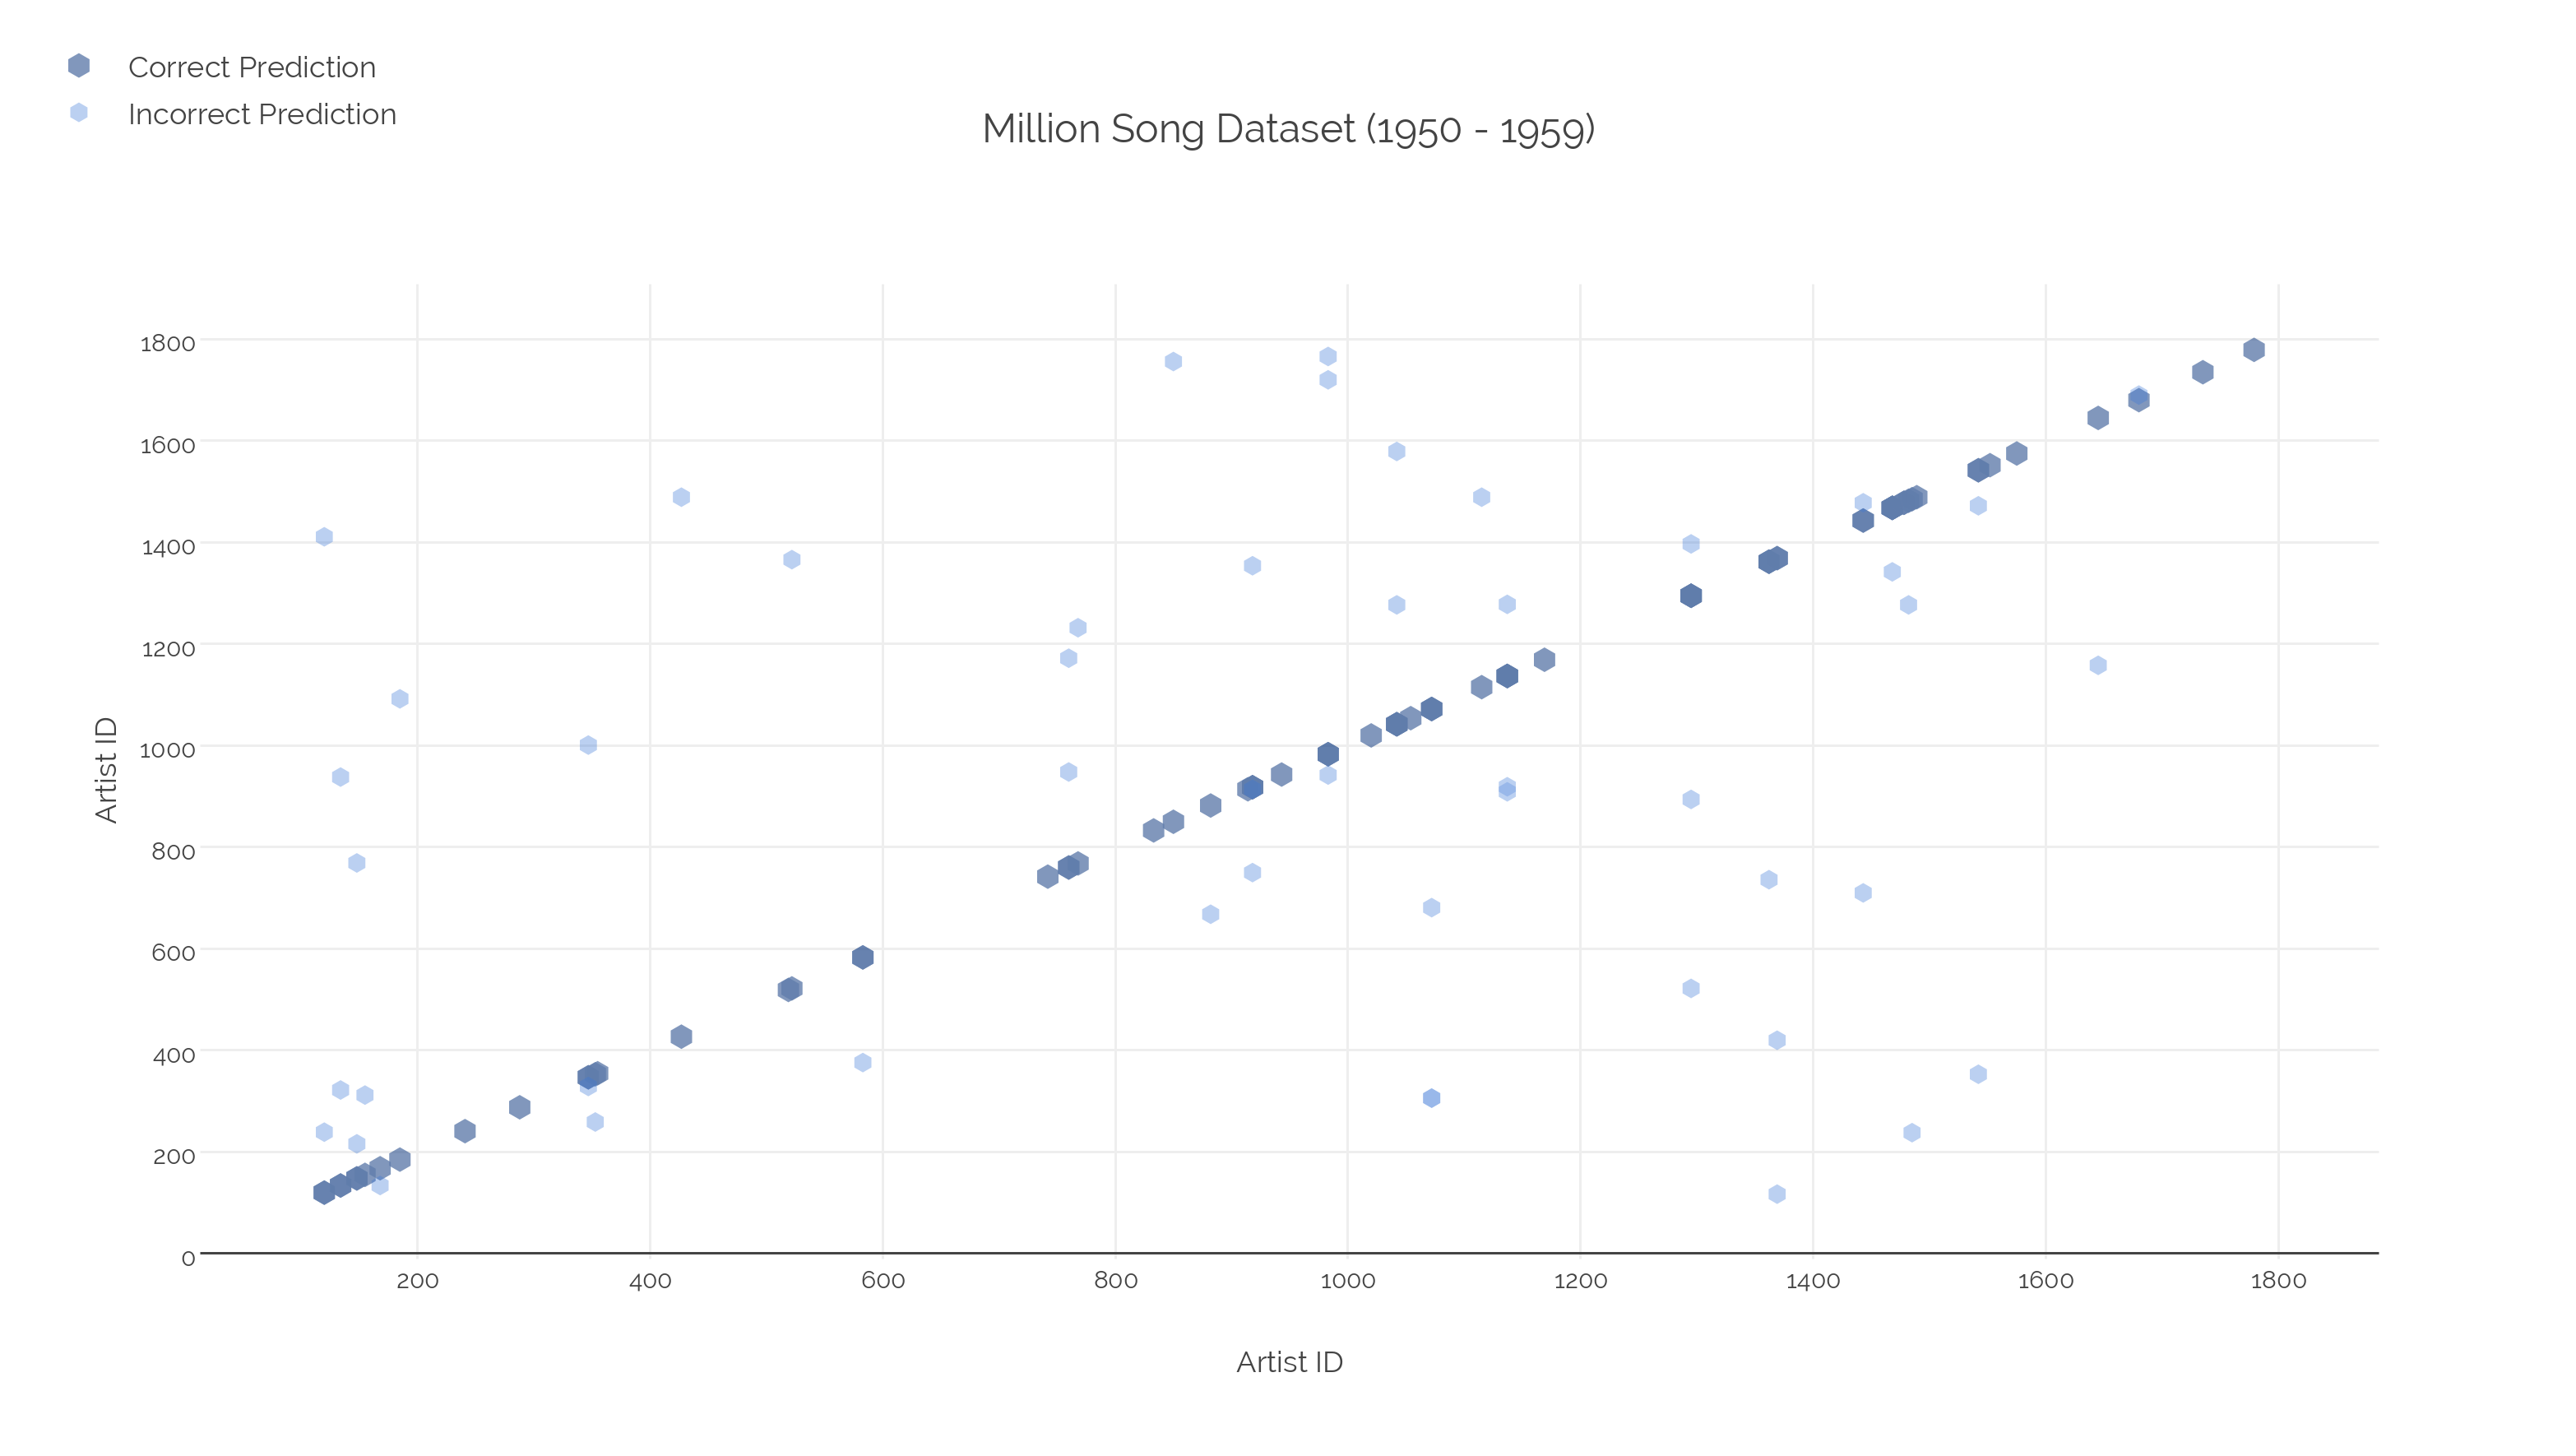 Correct Prediction
Incorrect Prediction
Million Song Dataset (1950 - 1959)
1800
1600
1400
1200
1000
800
600
400
200
0
Artist ID
200 400 600 800 1000 1200 1400 1600 1800
Artist ID